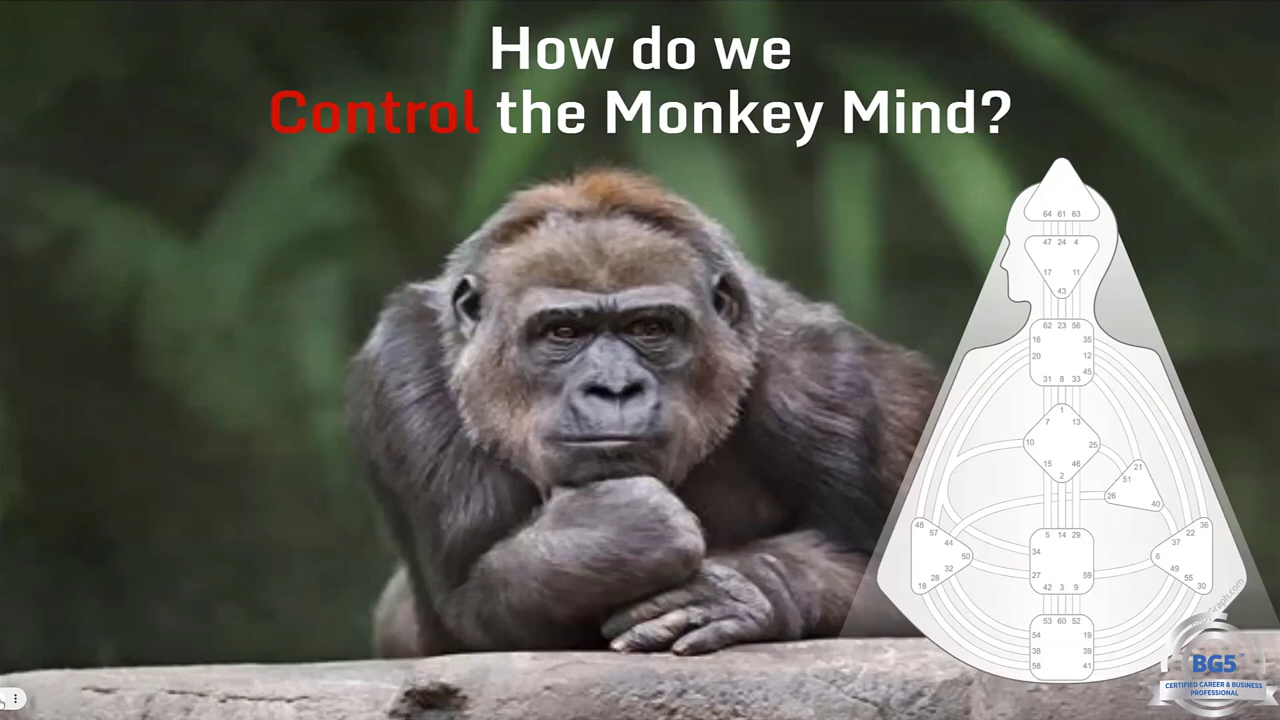 How do we
Control the Monkey Mind?
64 61 63
47 24 4
17 11
43
62 23 56
16 35
20 12
45
31 8 33
1
7 13
10 25
15 46
2
21
51
26 40
48 36
57 22
44 37
50 6
32 49
28 55
18 30
5 14 29
34
27 59
42 3 9
53 60 52
54 19
38 39
58 41
BG5™
CERTIFIED CAREER & BUSINESS
PROFESSIONAL